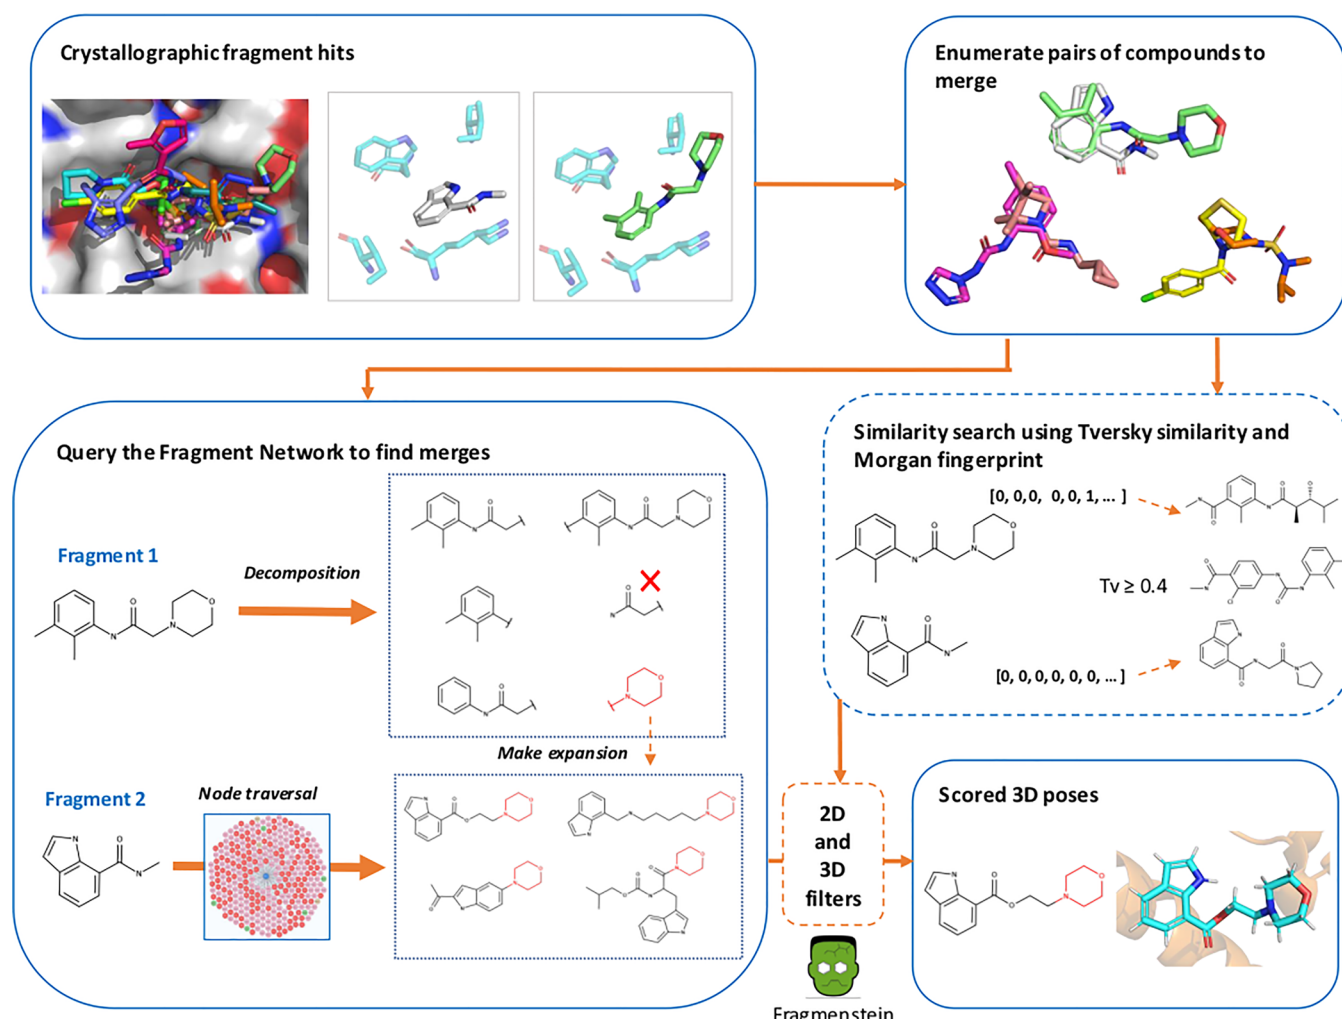 Crystallographic fragment hits
Enumerate pairs of compounds to
merge
Query the Fragment Network to find merges
Fragment 1
Decomposition
Make expansion
Fragment 2
Node traversal
Similarity search using Tversky similarity and
Morgan fingerprint
[0, 0, 0, 0, 0, 1, ... ]
Tv ≥ 0.4
[0, 0, 0, 0, 0, 0, ... ]
2D
and
3D
filters
Fragmenstein
Scored 3D poses